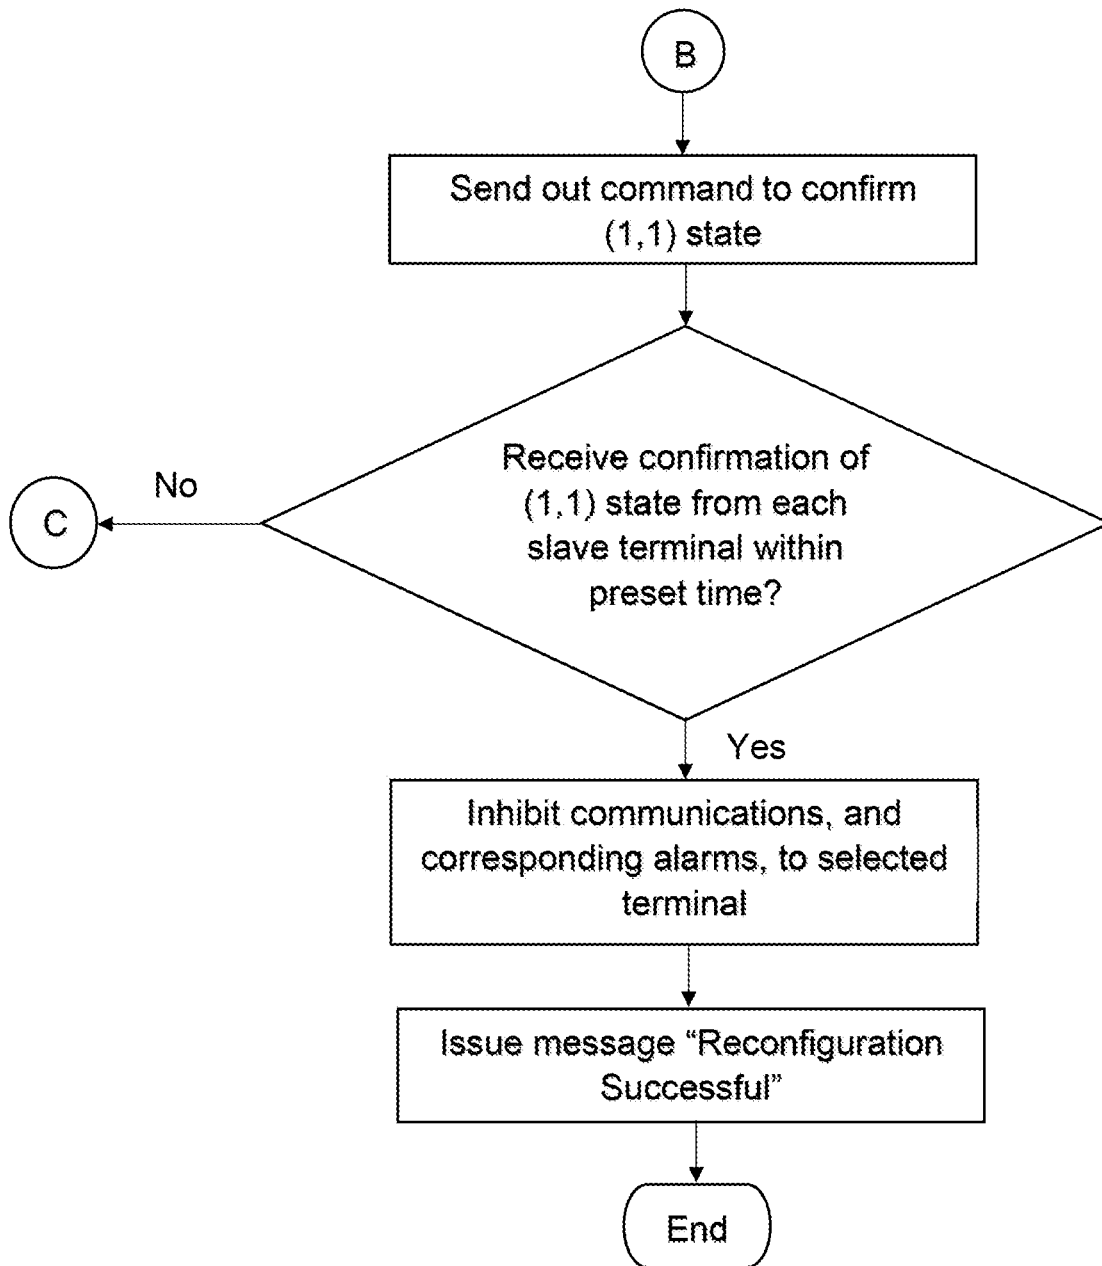 B
Send out command to confirm
(1,1) state
Receive confirmation of
(1,1) state from each
slave terminal within
preset time?
No
C
Yes
Inhibit communications, and
corresponding alarms, to selected
terminal
Issue message “Reconfiguration
Successful”
End